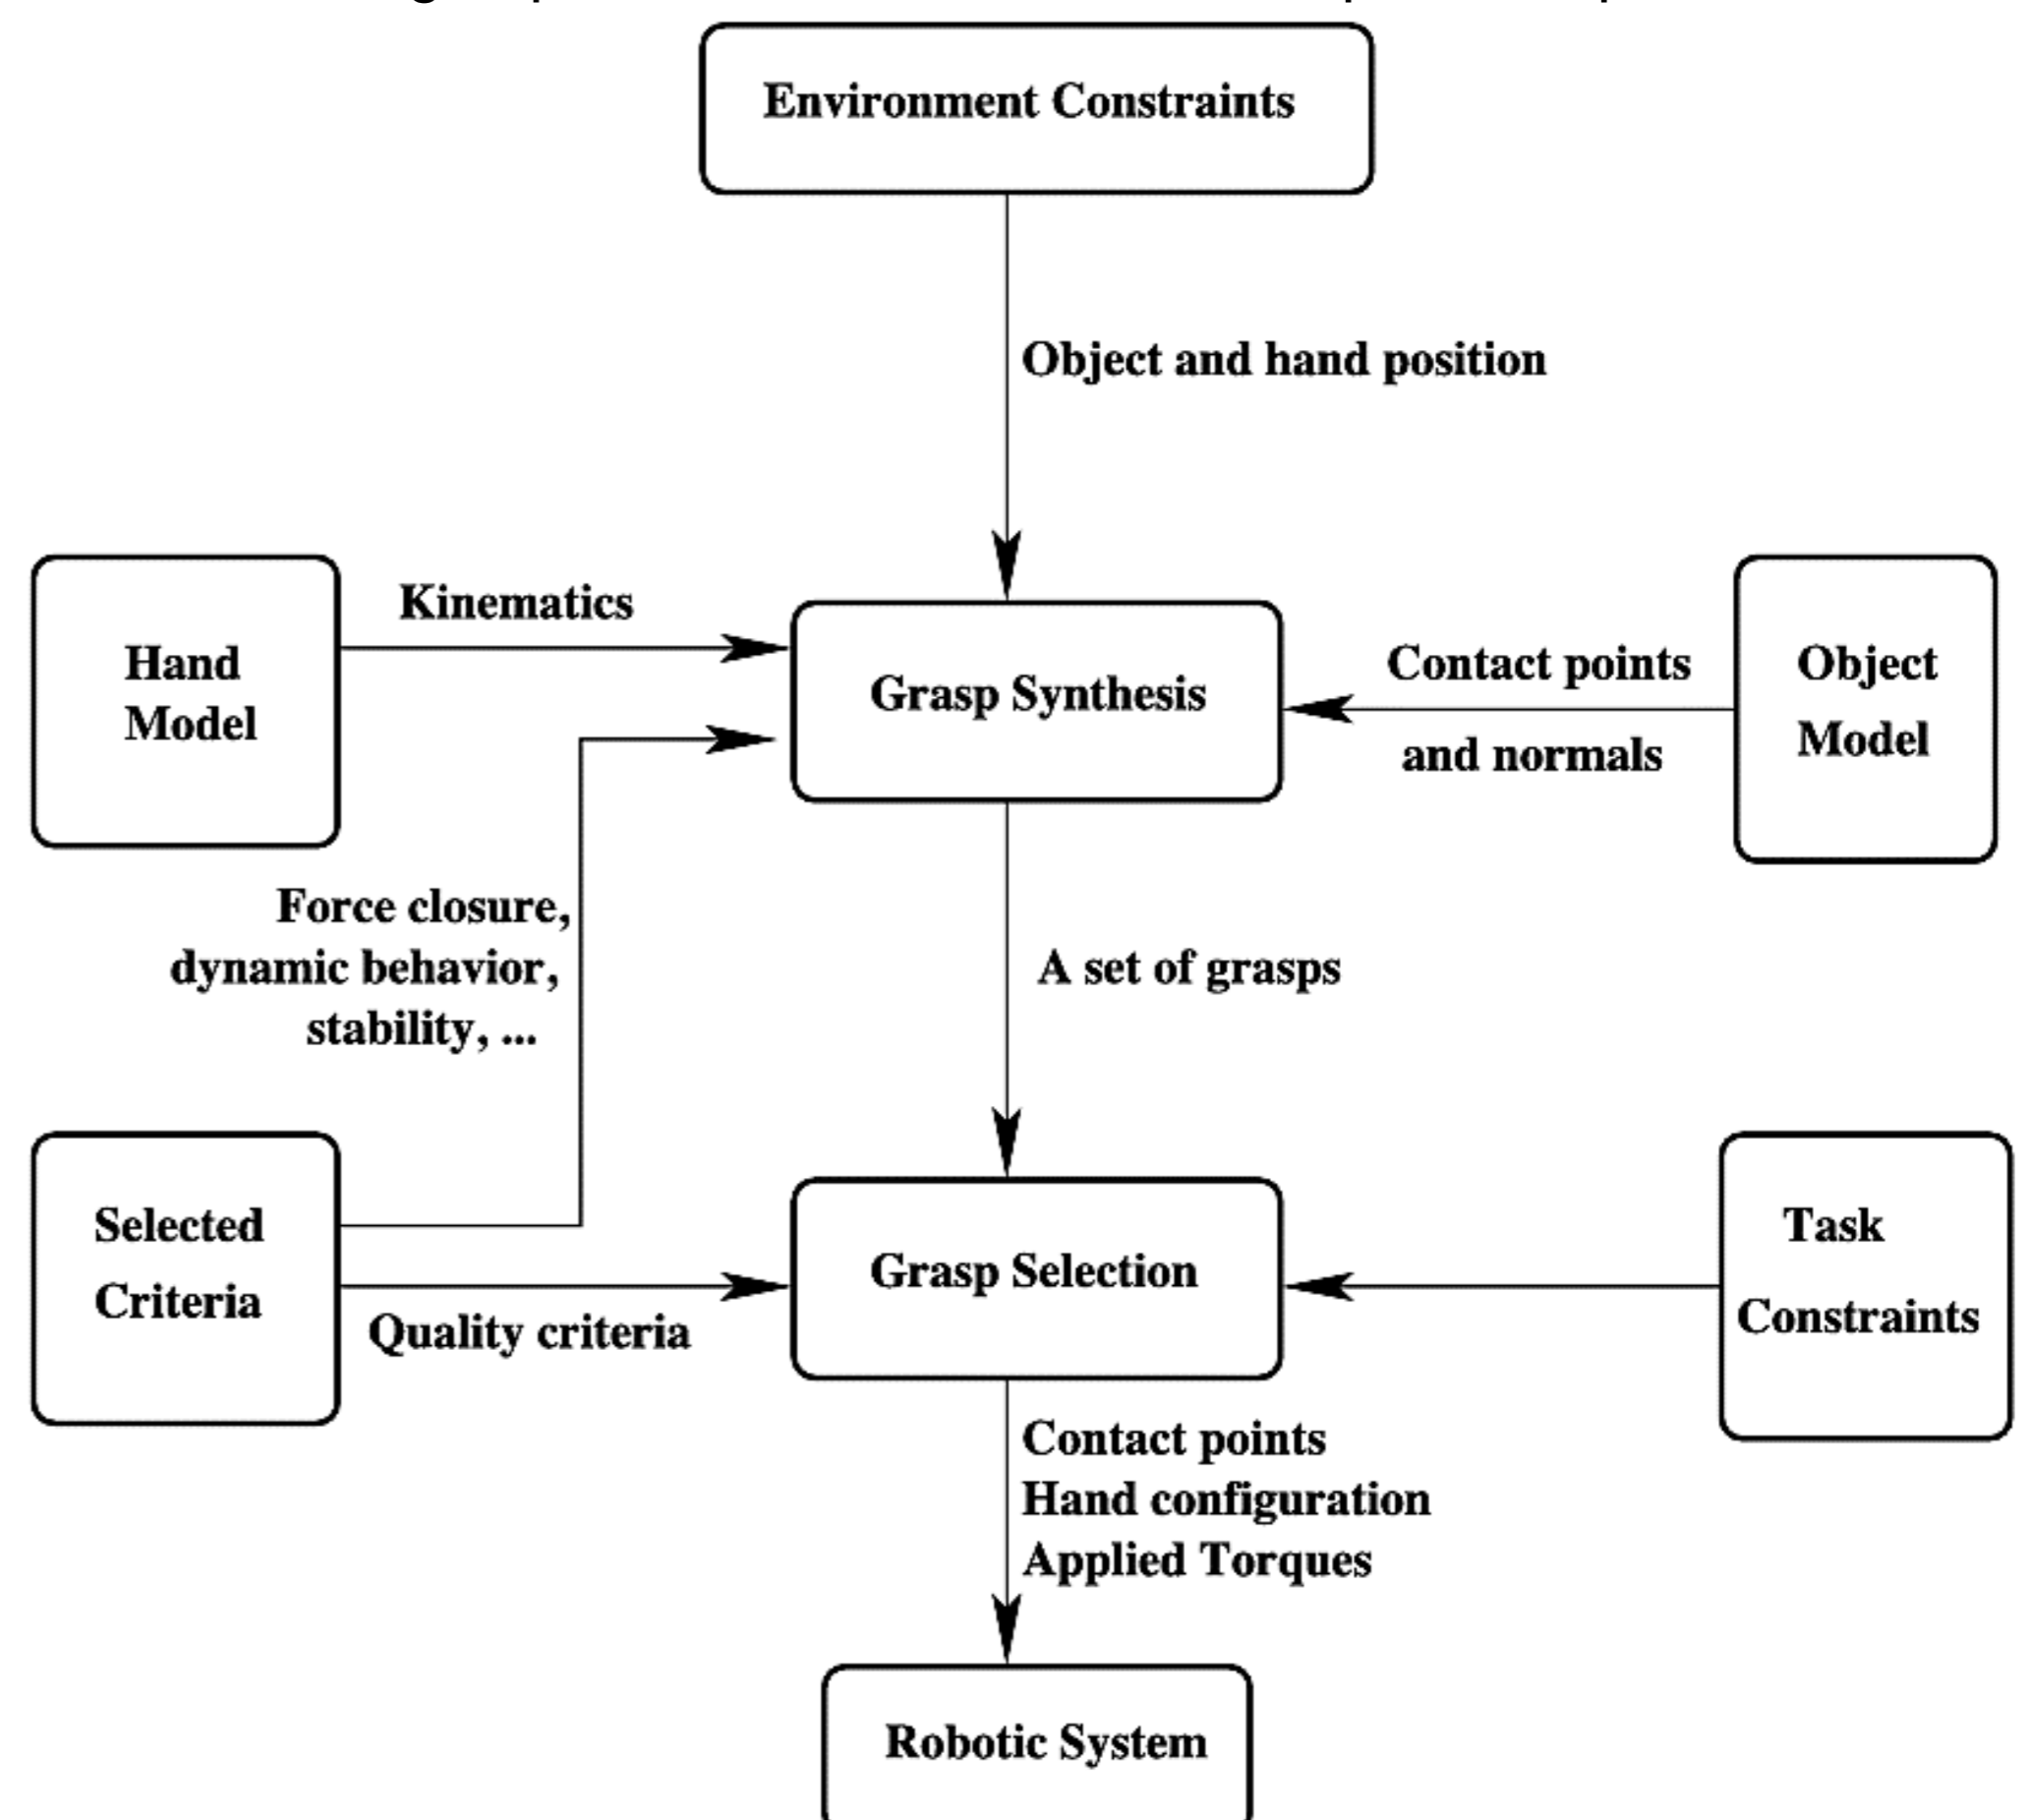 Environment Constraints
Object and hand position
Kinematics
Hand
Model
Grasp Synthesis
Contact points
and normals
Object
Model
Force closure,
dynamic behavior,
stability, ...
A set of grasps
Selected
Criteria
Quality criteria
Grasp Selection
Task
Constraints
Contact points
Hand configuration
Applied Torques
Robotic System